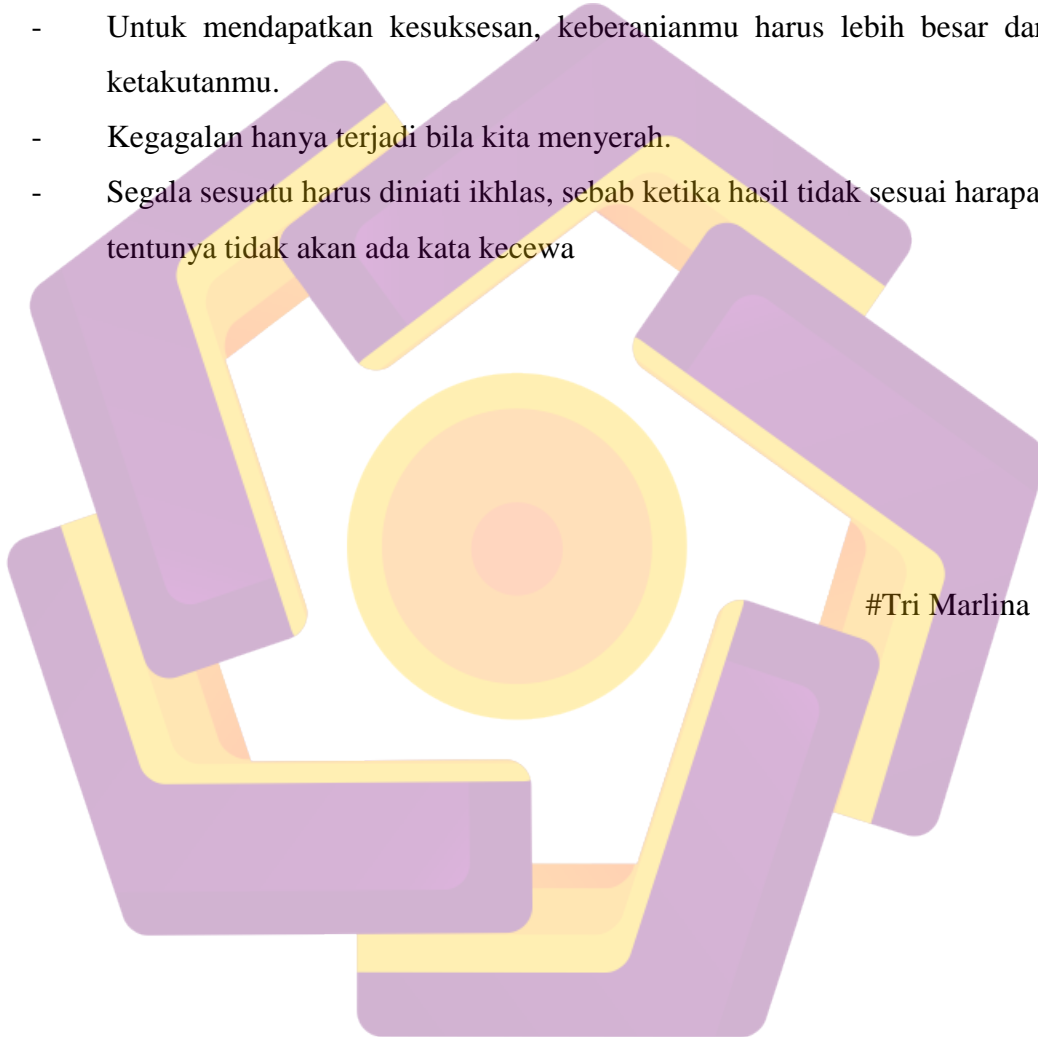 - Untuk mendapatkan kesuksesan, keberanianmu harus lebih besar dar
ketakutanmu.
- Kegagalan hanya terjadi bila kita menyerah.
- Segala sesuatu harus diniati ikhlas, sebab ketika hasil tidak sesuai harapa
tentunya tidak akan ada kata kecewa
#Tri Marlina